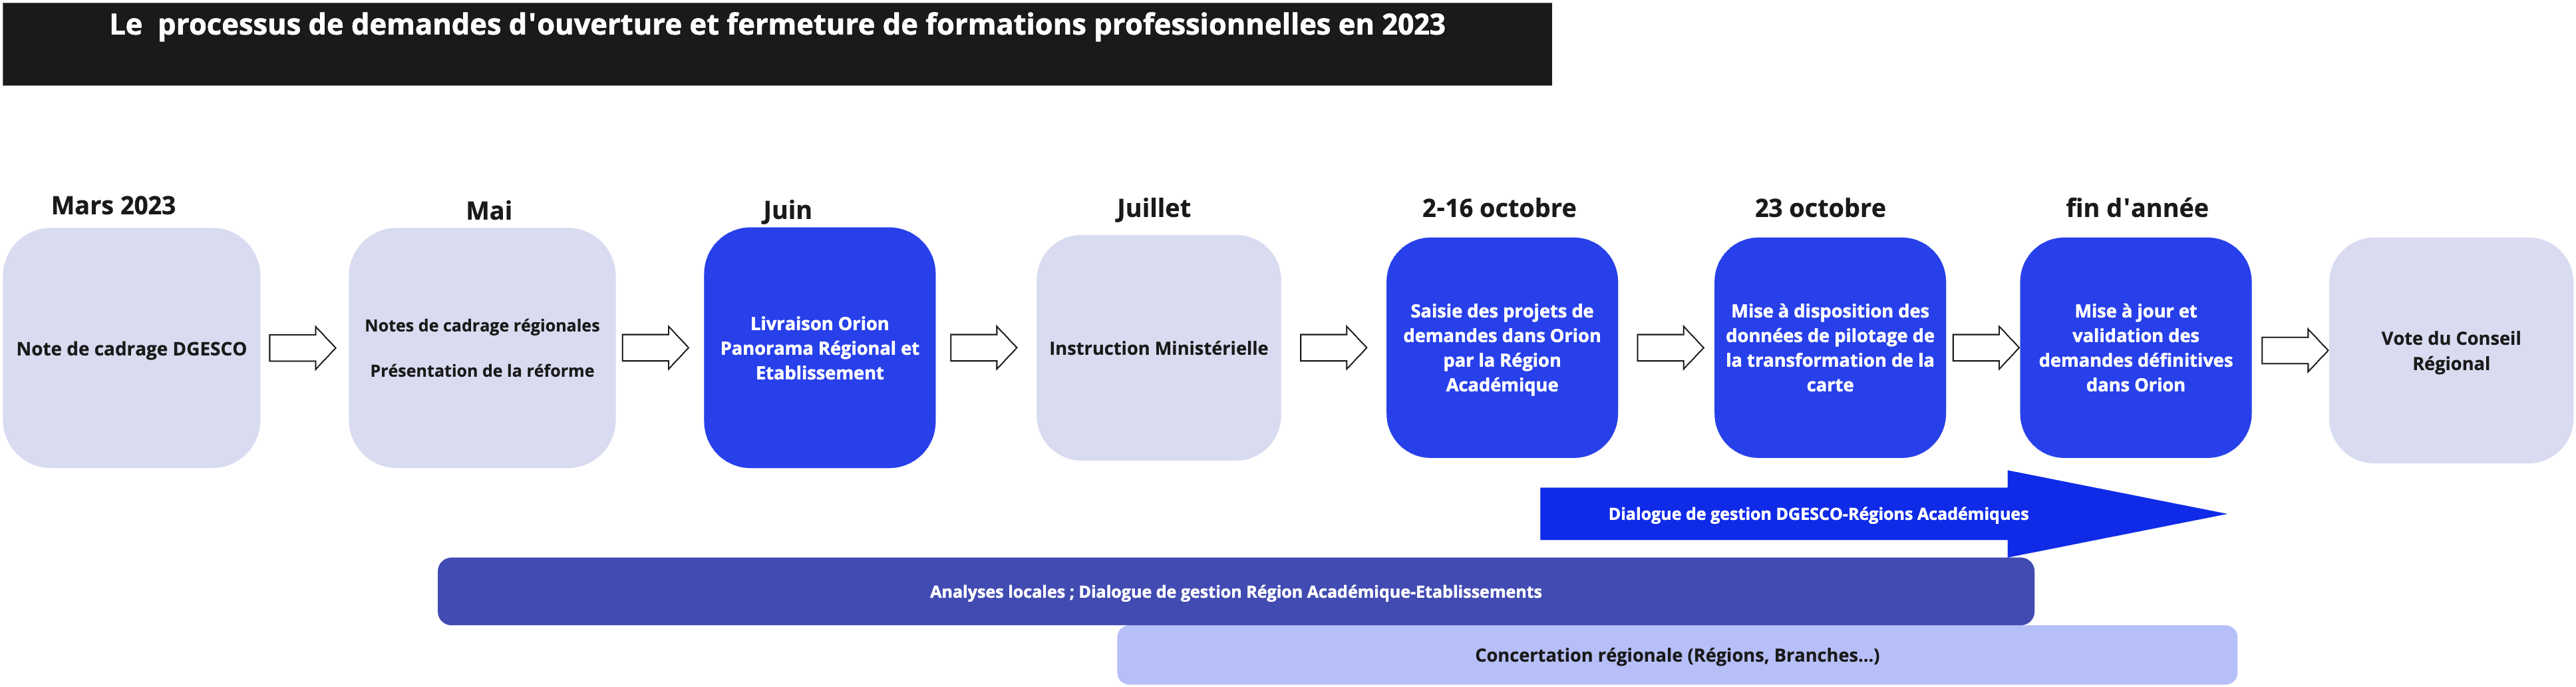 Le  processus de demandes d'ouverture et fermeture de formations professionnelles en 2023
Mars 2023
Mai
Juin
Juillet
2-16 octobre
23 octobre
fin d'année
Note de cadrage DGESCO
Notes de cadrage régionales
Présentation de la réforme
Livraison Orion
Panorama Régional et
Etablissement
Instruction Ministérielle
Saisie des projets de
demandes dans Orion
par la Région
Académique
Mise à disposition des
données de pilotage de
la transformation de la
carte
Mise à jour et
validation des
demandes définitives
dans Orion
Vote du Conseil
Régional
Dialogue de gestion DGESCO-Régions Académiques
Analyses locales ; Dialogue de gestion Région Académique-Etablissements
Concertation régionale (Régions, Branches...)